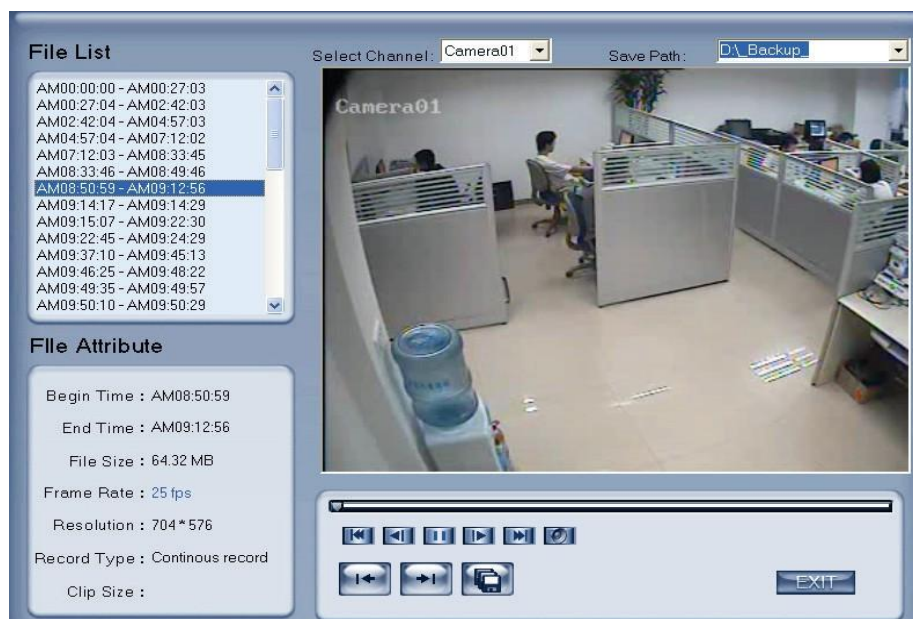 File List
Select Channel: Camera01
Save Path: D:\_Backup_
AM00:00:00 - AM00:27:03
AM00:27:04 - AM02:42:03
AM02:42:04 - AM04:57:03
AM04:57:04 - AM07:12:02
AM07:12:03 - AM08:33:45
AM08:33:46 - AM08:49:46
AM08:50:59 - AM09:12:56
AM09:14:17 - AM09:14:29
AM09:15:07 - AM09:22:30
AM09:22:45 - AM09:24:29
AM09:37:10 - AM09:45:13
AM09:46:25 - AM09:48:22
AM09:49:35 - AM09:49:57
AM09:50:10 - AM09:50:29
Camera01
FIle Attribute
Begin Time : AM08:50:59
End Time : AM09:12:56
File Size : 64.32 MB
Frame Rate : 25 fps
Resolution : 704*576
Record Type : Continous record
Clip Size :
EXIT